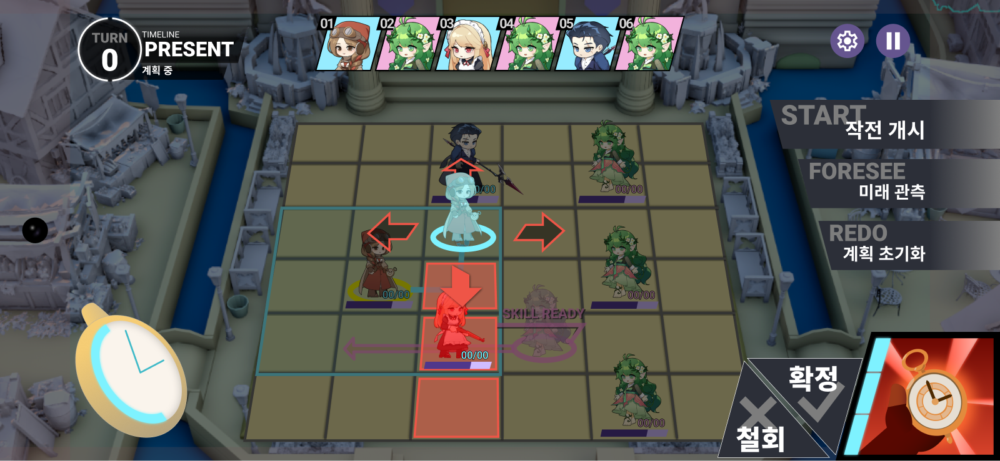 TURN
0
TIMELINE
PRESENT
계획 중
01
02
03
04
05
06
START
작전 개시
FORESEE
미래 관측
REDO
계획 초기화
0/00
00/00
00/00
00/00
SKILL READY
00/00
00/00
확정
철회